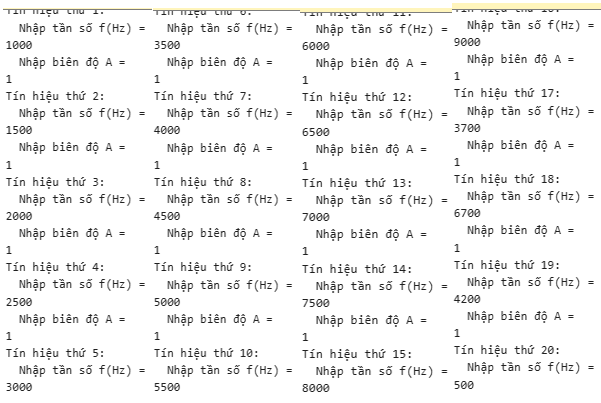 Tín hiệu thứ 1:
Nhập tần số f(Hz) =
1000
Nhập biên độ A =
1
Tín hiệu thứ 2:
Nhập tần số f(Hz) =
1500
Nhập biên độ A =
1
Tín hiệu thứ 3:
Nhập tần số f(Hz) =
2000
Nhập biên độ A =
1
Tín hiệu thứ 4:
Nhập tần số f(Hz) =
2500
Nhập biên độ A =
1
Tín hiệu thứ 5:
Nhập tần số f(Hz) =
3000
Tín hiệu thứ 6:
Nhập tần số f(Hz) =
3500
Nhập biên độ A =
1
Tín hiệu thứ 7:
Nhập tần số f(Hz) =
4000
Nhập biên độ A =
1
Tín hiệu thứ 8:
Nhập tần số f(Hz) =
4500
Nhập biên độ A =
1
Tín hiệu thứ 9:
Nhập tần số f(Hz) =
5000
Nhập biên độ A =
1
Tín hiệu thứ 10:
Nhập tần số f(Hz) =
5500
Tín hiệu thứ 11:
Nhập tần số f(Hz) =
6000
Nhập biên độ A =
1
Tín hiệu thứ 12:
Nhập tần số f(Hz) =
6500
Nhập biên độ A =
1
Tín hiệu thứ 13:
Nhập tần số f(Hz) =
7000
Nhập biên độ A =
1
Tín hiệu thứ 14:
Nhập tần số f(Hz) =
7500
Nhập biên độ A =
1
Tín hiệu thứ 15:
Nhập tần số f(Hz) =
8000
Tín hiệu thứ 16:
Nhập tần số f(Hz) =
9000
Nhập biên độ A =
1
Tín hiệu thứ 17:
Nhập tần số f(Hz) =
3700
Nhập biên độ A =
1
Tín hiệu thứ 18:
Nhập tần số f(Hz) =
6700
Nhập biên độ A =
1
Tín hiệu thứ 19:
Nhập tần số f(Hz) =
4200
Nhập biên độ A =
1
Tín hiệu thứ 20:
Nhập tần số f(Hz) =
500